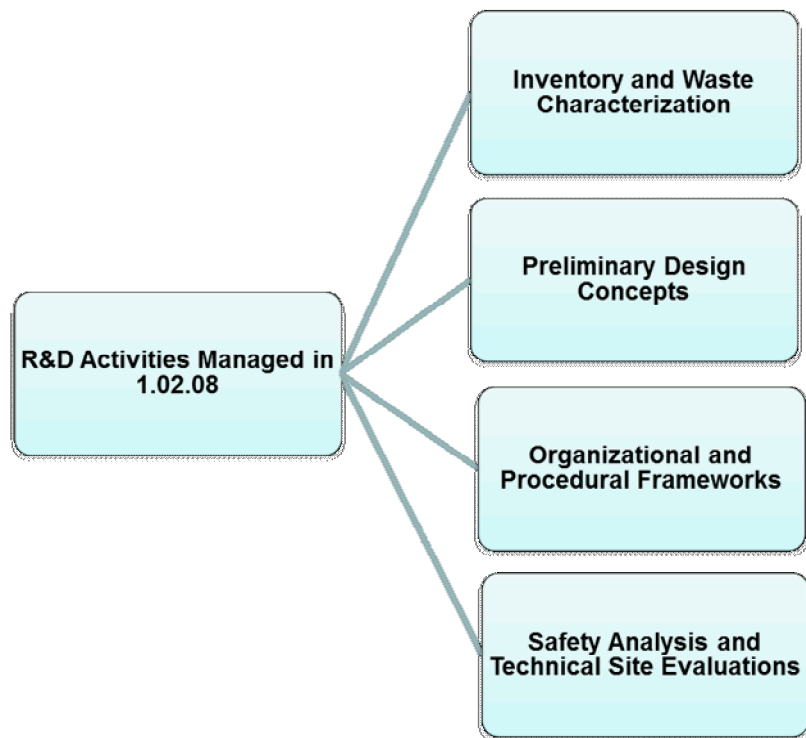 Inventory and Waste
Characterization
Preliminary Design
Concepts
R&D Activities Managed in
1.02.08
Organizational and
Procedural Frameworks
Safety Analysis and
Technical Site Evaluations